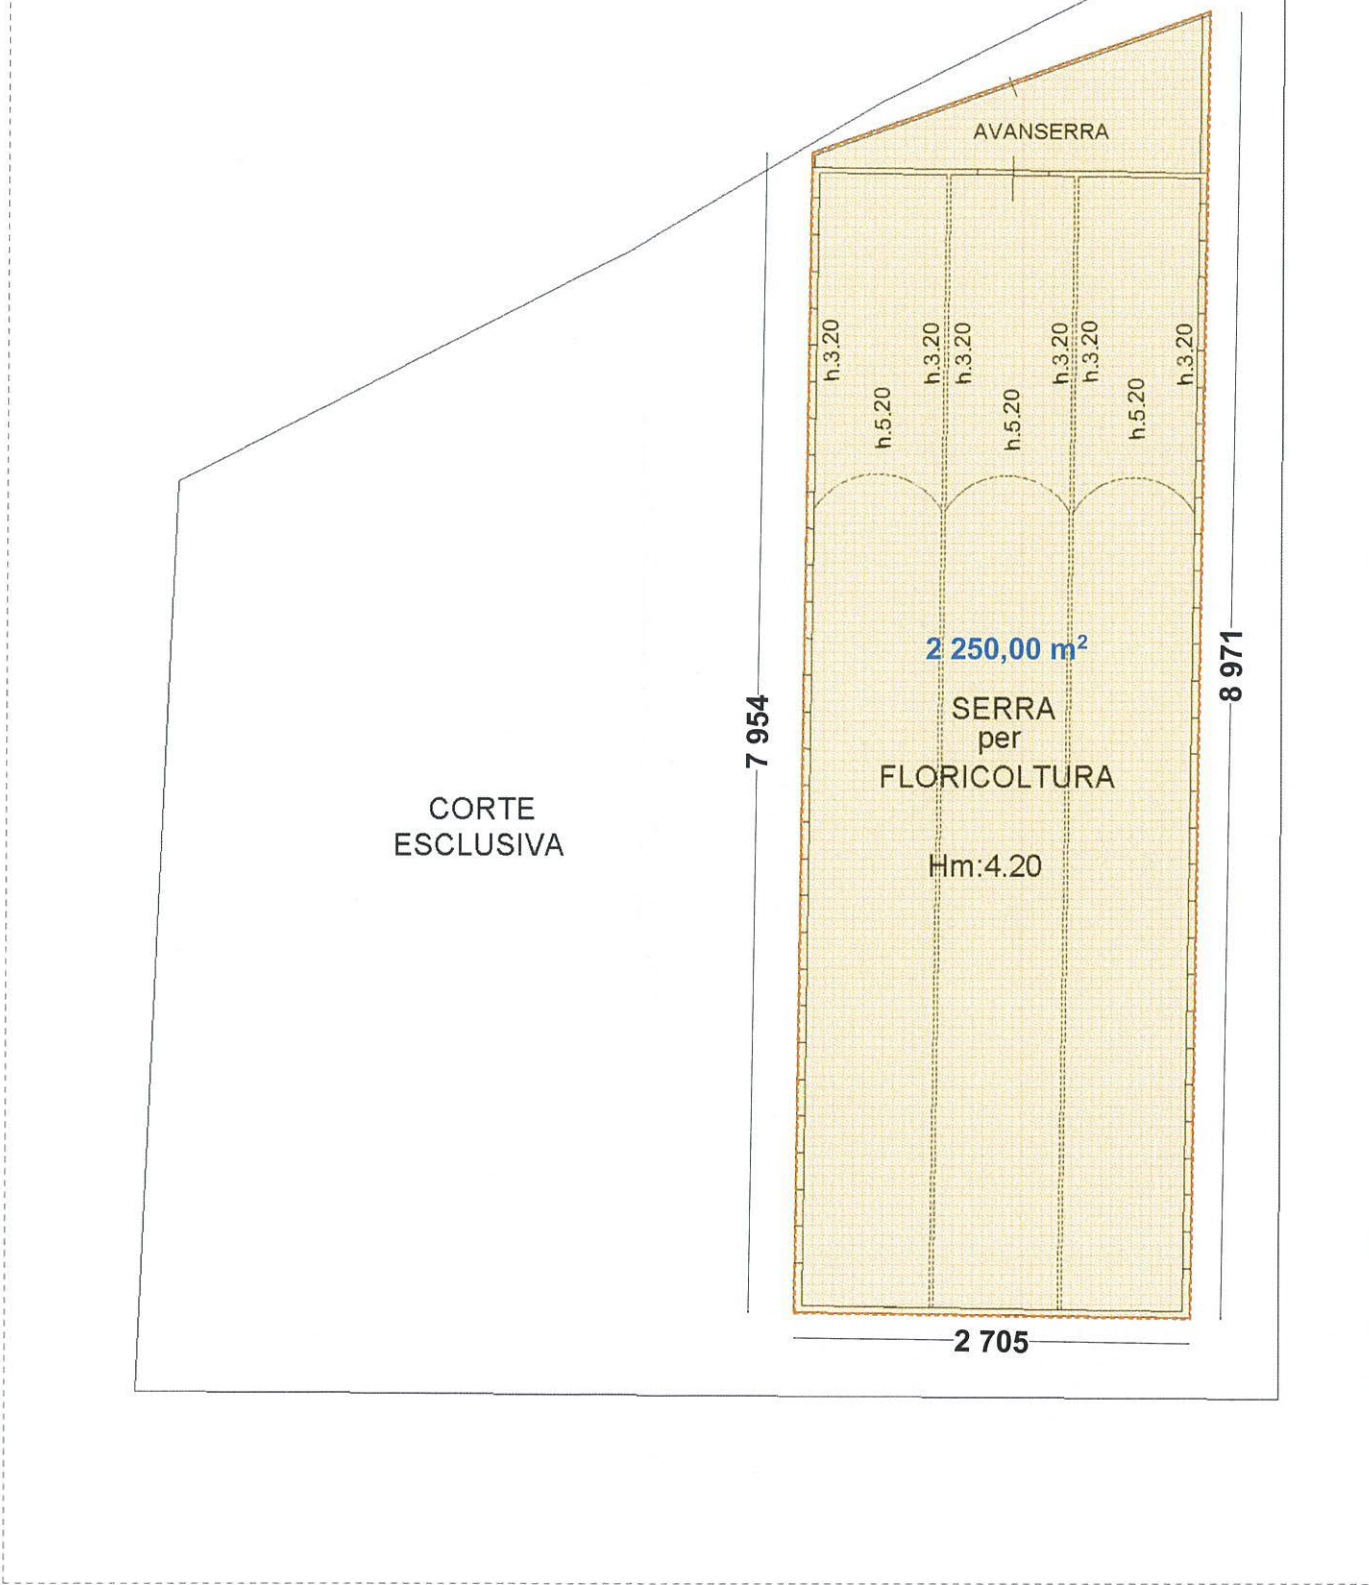 AVANSERRA
h.3.20
h.3.20
h.3.20
h.3.20
h.3.20
h.3.20
h.5.20
h.5.20
h.5.20
2 250,00 m²
SERRA
per
FLORICOLTURA
Hm:4.20
7 954
8 971
CORTE
ESCLUSIVA
2 705